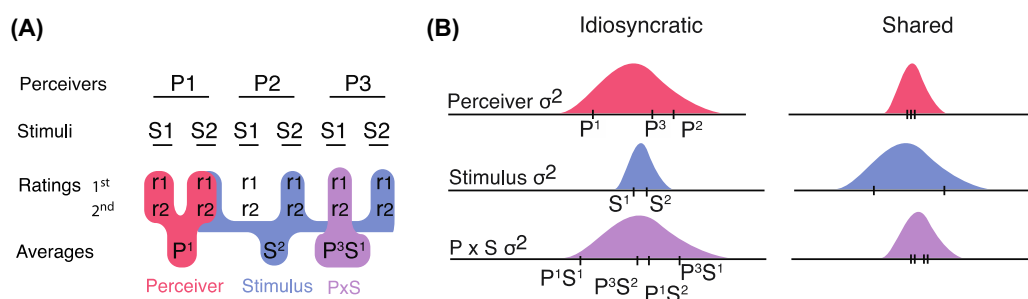 (A)
Perceivers P1 P2 P3
Stimuli S1 S2 S1 S2 S1 S2
Ratings 1st r1 r1 r1 r1 r1 r1
2nd r2 r2 r2 r2 r2 r2
Averages P¹ S² P³S¹
Perceiver Stimulus PxS
(B)
Idiosyncratic Shared
Perceiver σ²
P¹ P³ P²
Stimulus σ²
S¹ S²
P x S σ²
P¹S¹ P³S² P¹S² P³S¹